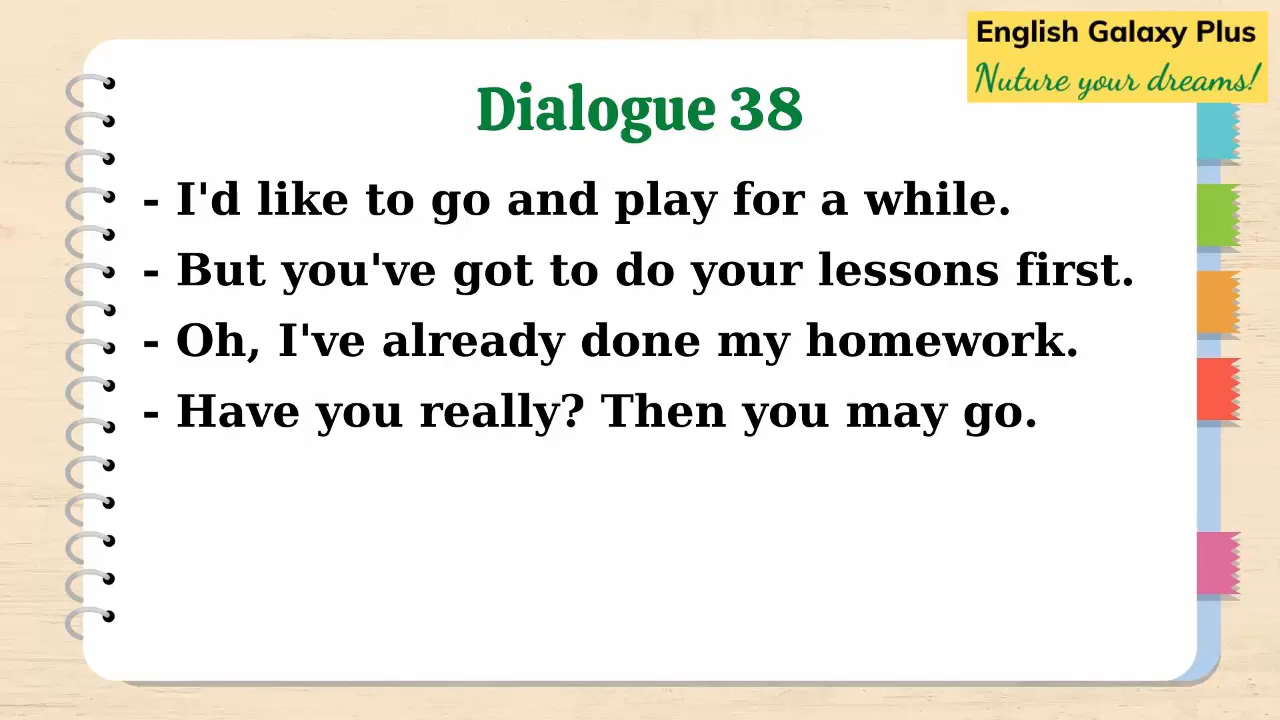 English Galaxy Plus
Nuture your dreams!
Dialogue 38
- I'd like to go and play for a while.
- But you've got to do your lessons first.
- Oh, I've already done my homework.
- Have you really? Then you may go.